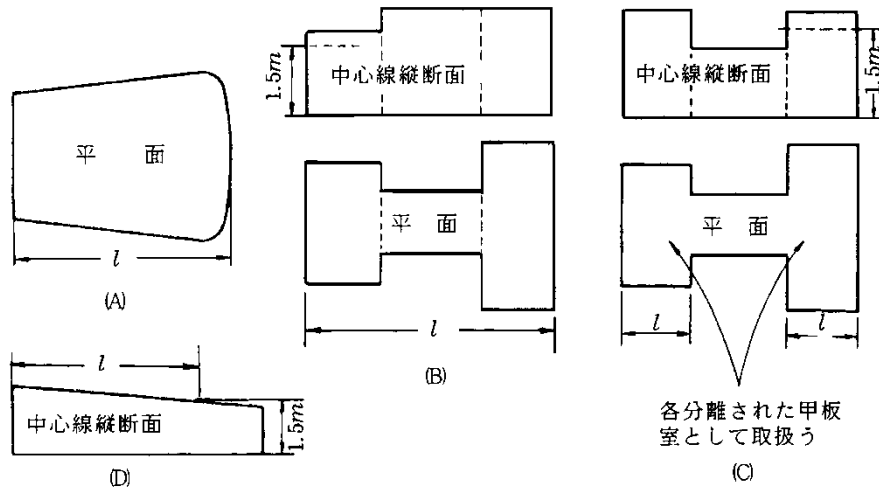 平 面
l
(A)
1.5m
中心線縦断面
平 面
l
(B)
1.5m
中心線縦断面
平 面
l
l
各分離された甲板
室として取扱う
(C)
l
中心線縦断面
1.5m
(D)